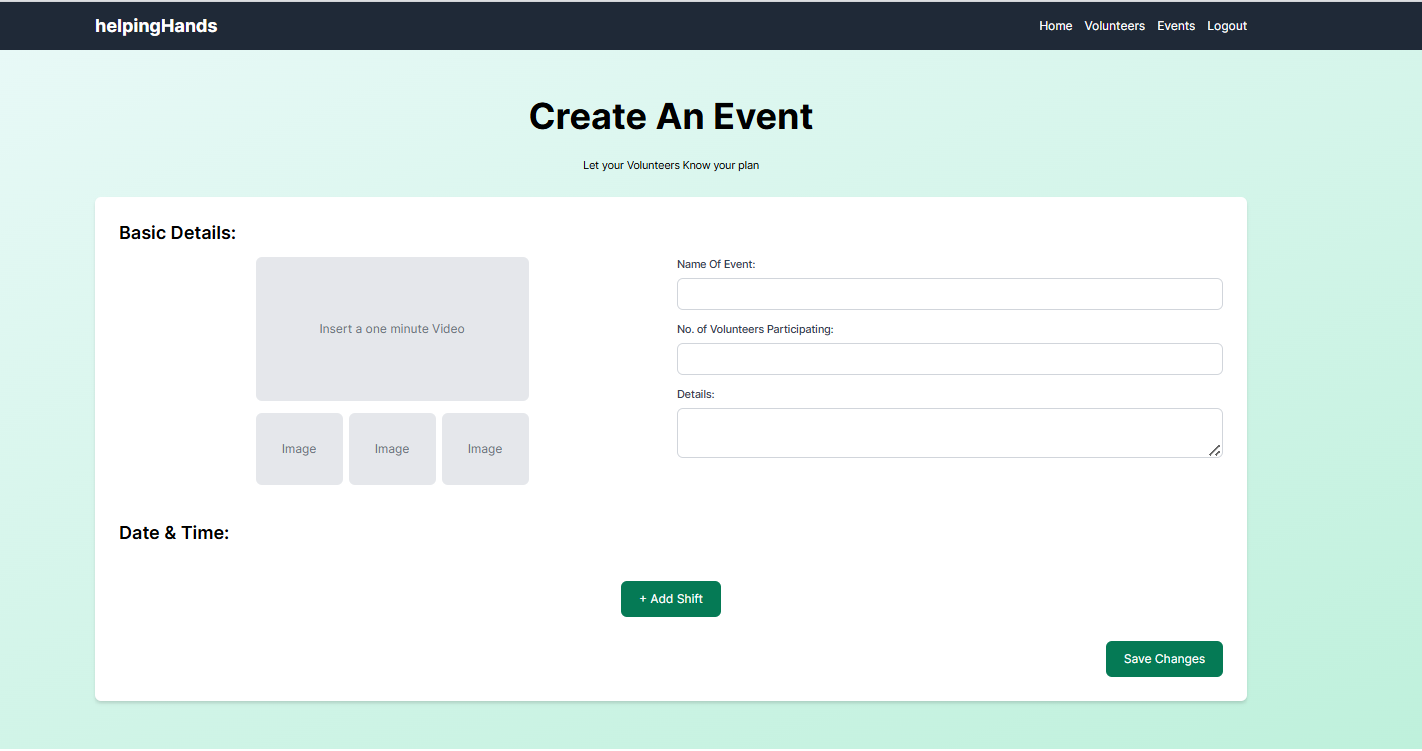 helpingHands
Home Volunteers Events Logout
Create An Event
Let your Volunteers Know your plan
Basic Details:
Insert a one minute Video
Image Image Image
Name Of Event:
No. of Volunteers Participating:
Details:
Date & Time:
+ Add Shift
Save Changes